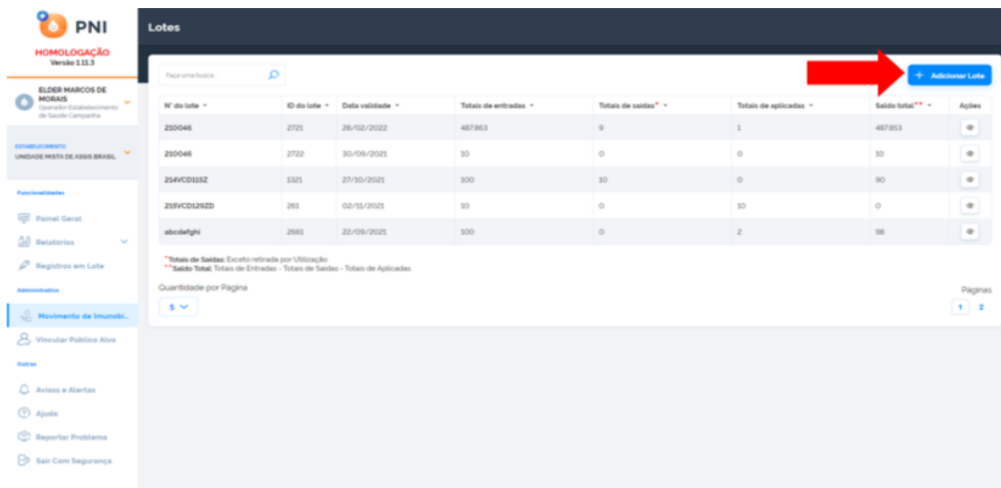 PNI
HOMOLOGAÇÃO
Versão 1.11.3
ELDER MARCOS DE
MORAIS
Operador Estabelecimento
de Saúde Campanha
ESTABELECIMENTO
UNIDADE MISTA DE ASSIS BRASIL
Funcionalidades
Painel Geral
Relatórios
Registros em Lote
Administrativo
Movimento de Imunobi...
Vincular Público Alvo
Outros
Avisos e Alertas
Ajuda
Reportar Problema
Sair Com Segurança
Lotes
Faça uma busca
+ Adicionar Lote
N° do lote ID do lote Data validade Totais de entradas Totais de saídas* Totais de aplicadas Saldo total** Ações
210046 2721 28/02/2022 487.863 9 1 487.853
210046 2722 30/09/2021 10 0 0 10
214VCD115Z 1321 27/10/2021 100 10 0 90
215VCD129ZD 261 02/11/2021 10 0 10 0
abcdefghi 2661 22/09/2021 100 0 2 98
*Totais de Saídas: Exceto retirada por Utilização
**Saldo Total: Totais de Entradas - Totais de Saídas - Totais de Aplicadas
Quantidade por Página
Páginas
5
1 2